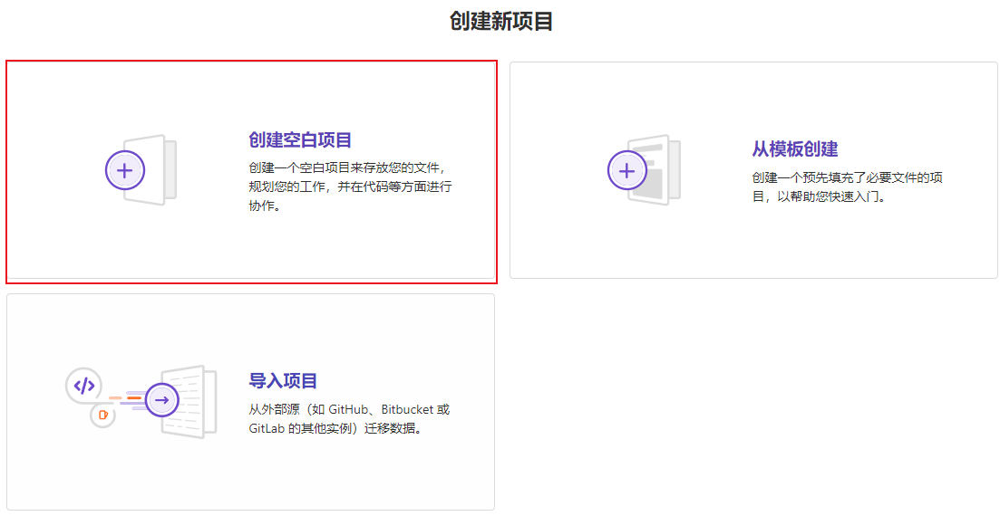 创建新项目
创建空白项目
创建一个空白项目来存放您的文件，
规划您的工作，并在代码等方面进行
协作。
从模板创建
创建一个预先填充了必要文件的项
目，以帮助您快速入门。
导入项目
从外部源（如 GitHub、Bitbucket 或
GitLab 的其他实例）迁移数据。